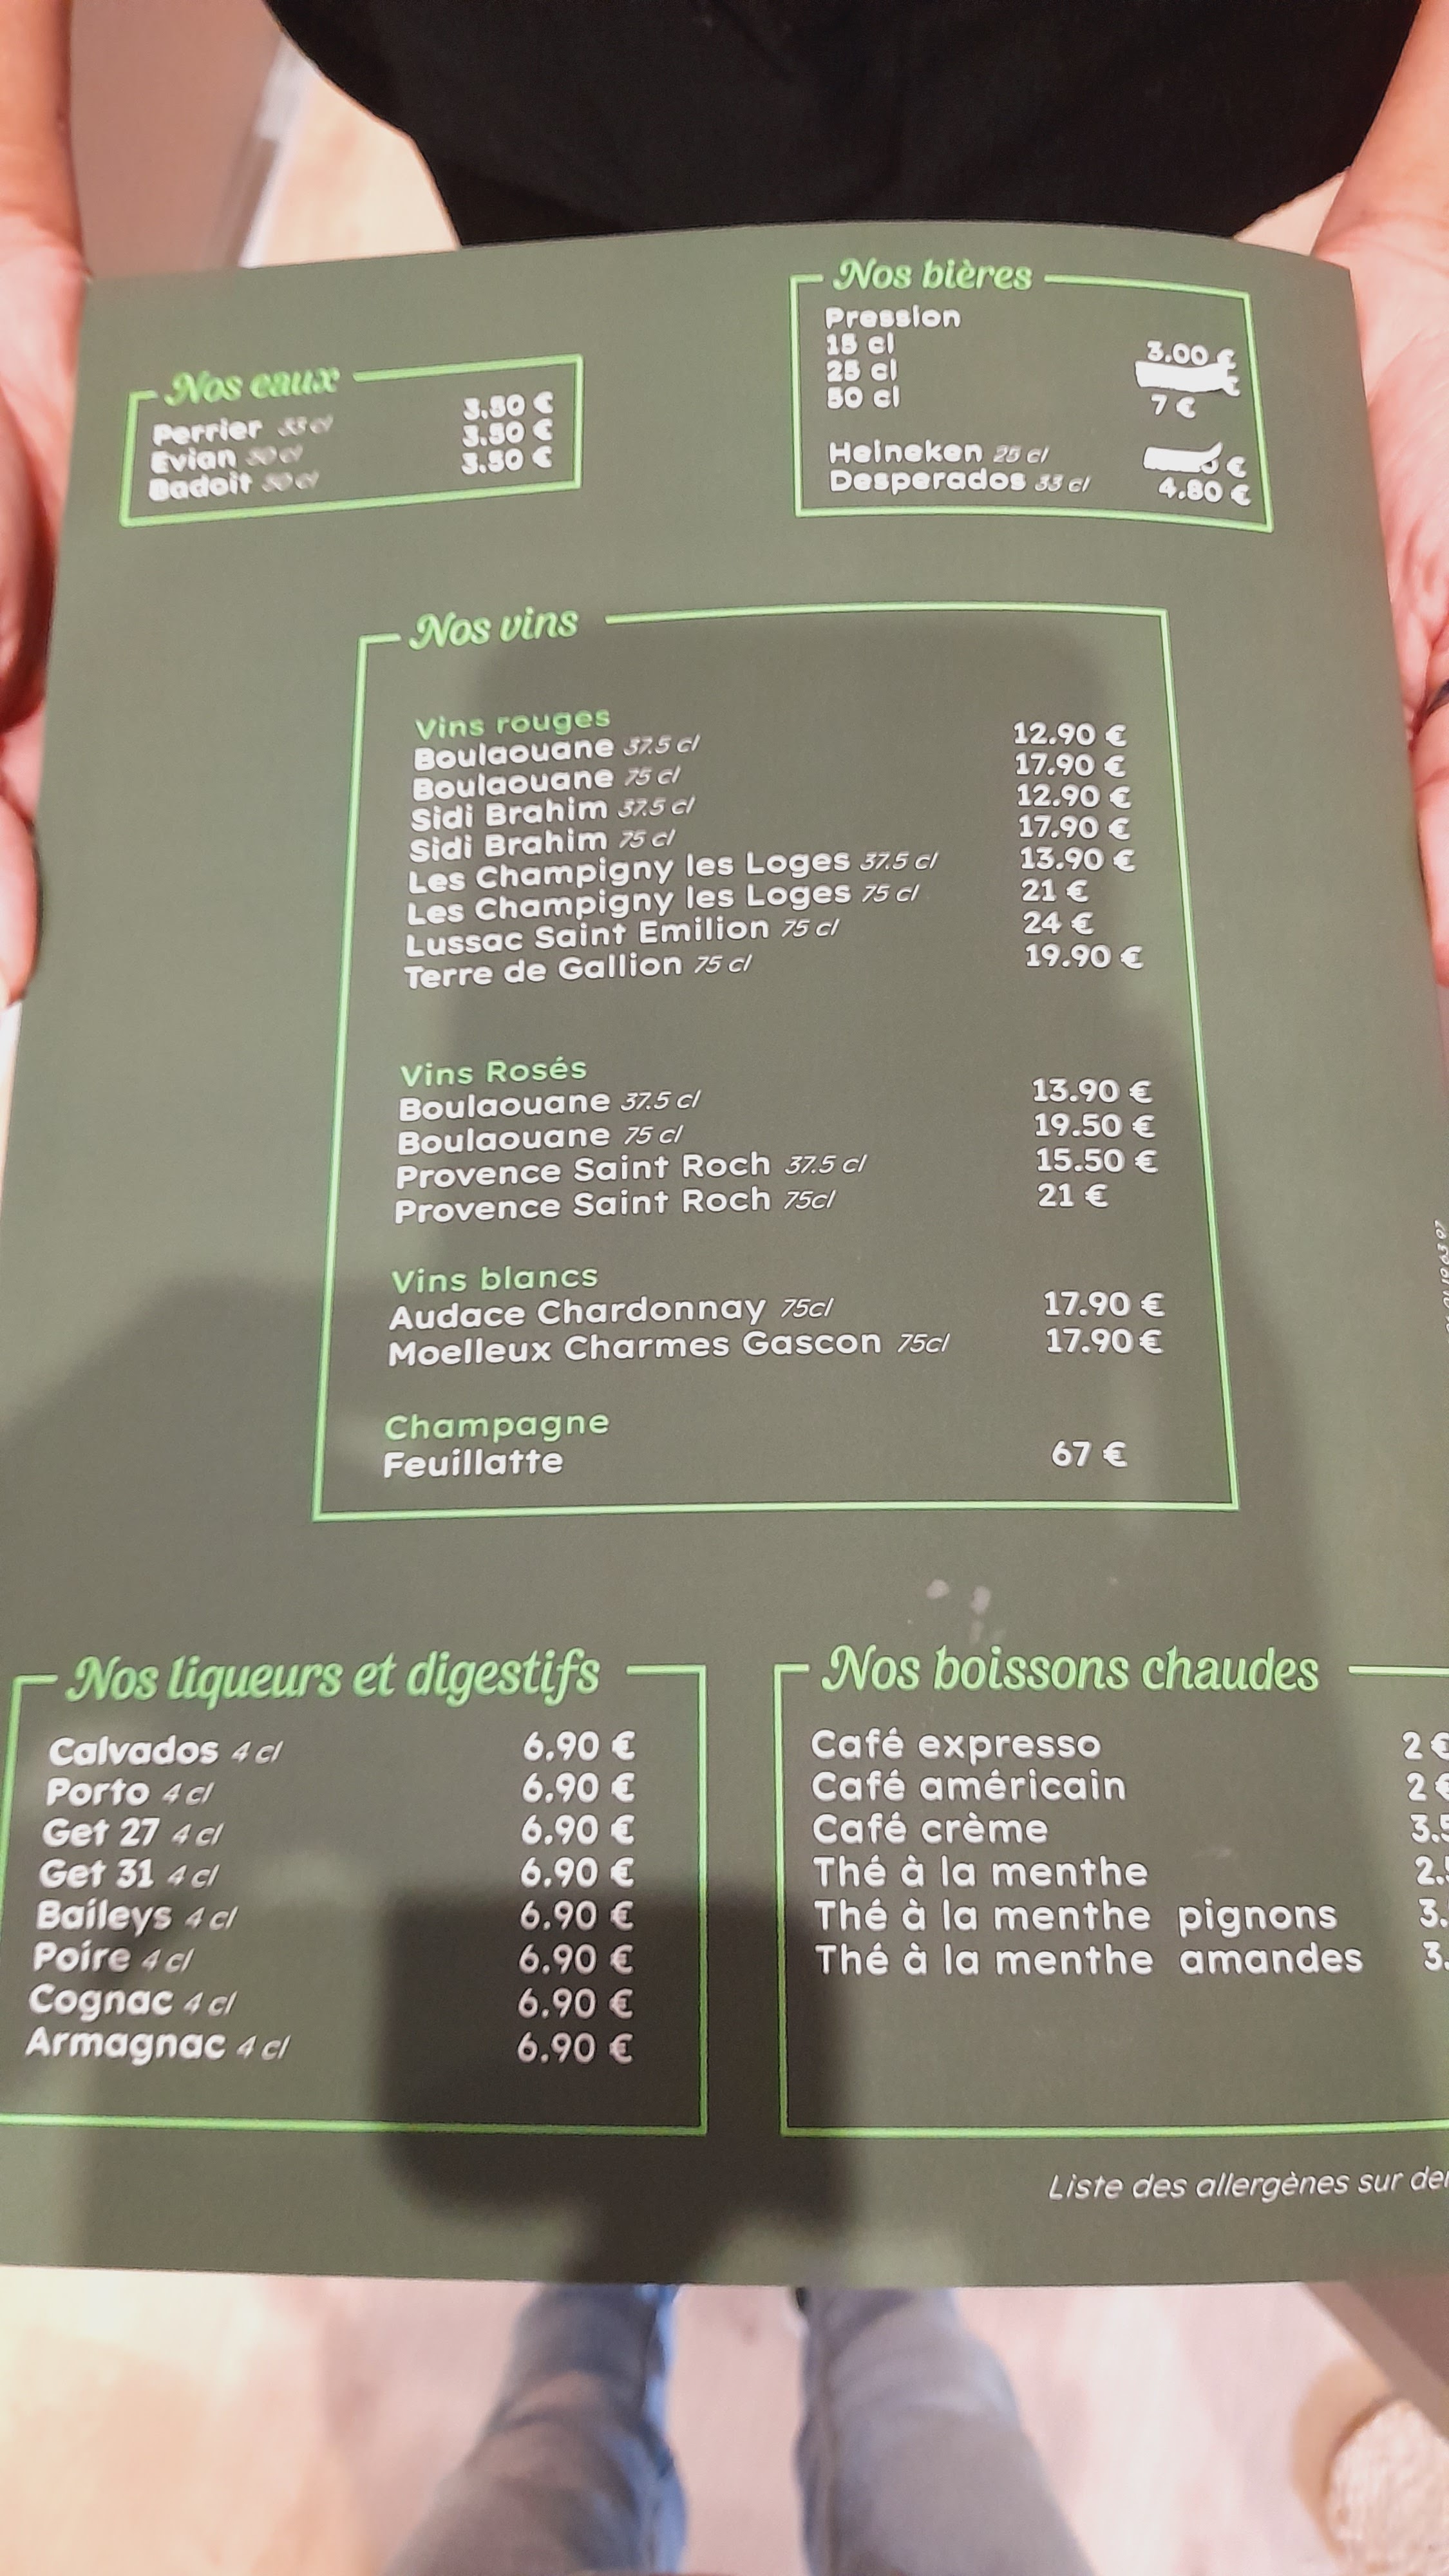 Nos eaux
Perrier 33 cl 3.50 €
Evian 50 cl 3.50 €
Badoit 50 cl 3.50 €
Nos bières
Pression
15 cl 3.00 €
25 cl €
50 cl 7 €
Heineken 25 cl €
Desperados 33 cl 4.80 €
Nos vins
Vins rouges
Boulaouane 37.5 cl 12.90 €
Boulaouane 75 cl 17.90 €
Sidi Brahim 37.5 cl 12.90 €
Sidi Brahim 75 cl 17.90 €
Les Champigny les Loges 37.5 cl 13.90 €
Les Champigny les Loges 75 cl 21 €
Lussac Saint Emilion 75 cl 24 €
Terre de Gallion 75 cl 19.90 €
Vins Rosés
Boulaouane 37.5 cl 13.90 €
Boulaouane 75 cl 19.50 €
Provence Saint Roch 37.5 cl 15.50 €
Provence Saint Roch 75cl 21 €
Vins blancs
Audace Chardonnay 75cl 17.90 €
Moelleux Charmes Gascon 75cl 17.90 €
Champagne
Feuillatte 67 €
Nos liqueurs et digestifs
Calvados 4 cl 6.90 €
Porto 4 cl 6.90 €
Get 27 4 cl 6.90 €
Get 31 4 cl 6.90 €
Baileys 4 cl 6.90 €
Poire 4 cl 6.90 €
Cognac 4 cl 6.90 €
Armagnac 4 cl 6.90 €
Nos boissons chaudes
Café expresso 2 €
Café américain 2 €
Café crème
Thé à la menthe
Thé à la menthe pignons
Thé à la menthe amandes
Liste des allergènes sur